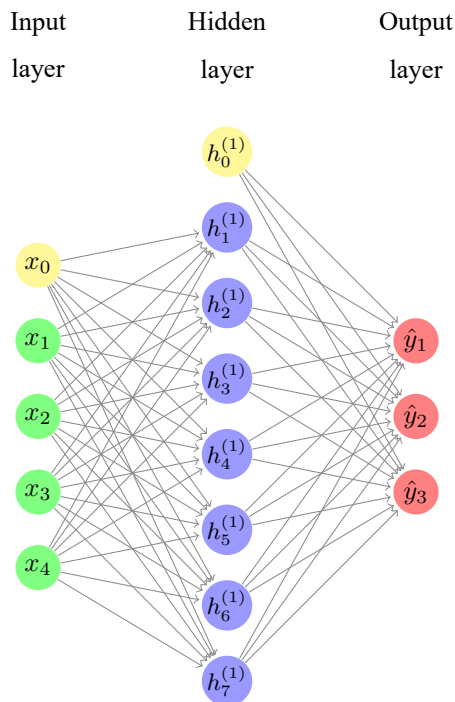 Input Hidden Output
layer layer layer
h_0^{(1)}
h_1^{(1)}
x_0
h_2^{(1)}
x_1 ŷ_1
h_3^{(1)}
x_2 ŷ_2
h_4^{(1)}
x_3 ŷ_3
h_5^{(1)}
x_4
h_6^{(1)}
h_7^{(1)}